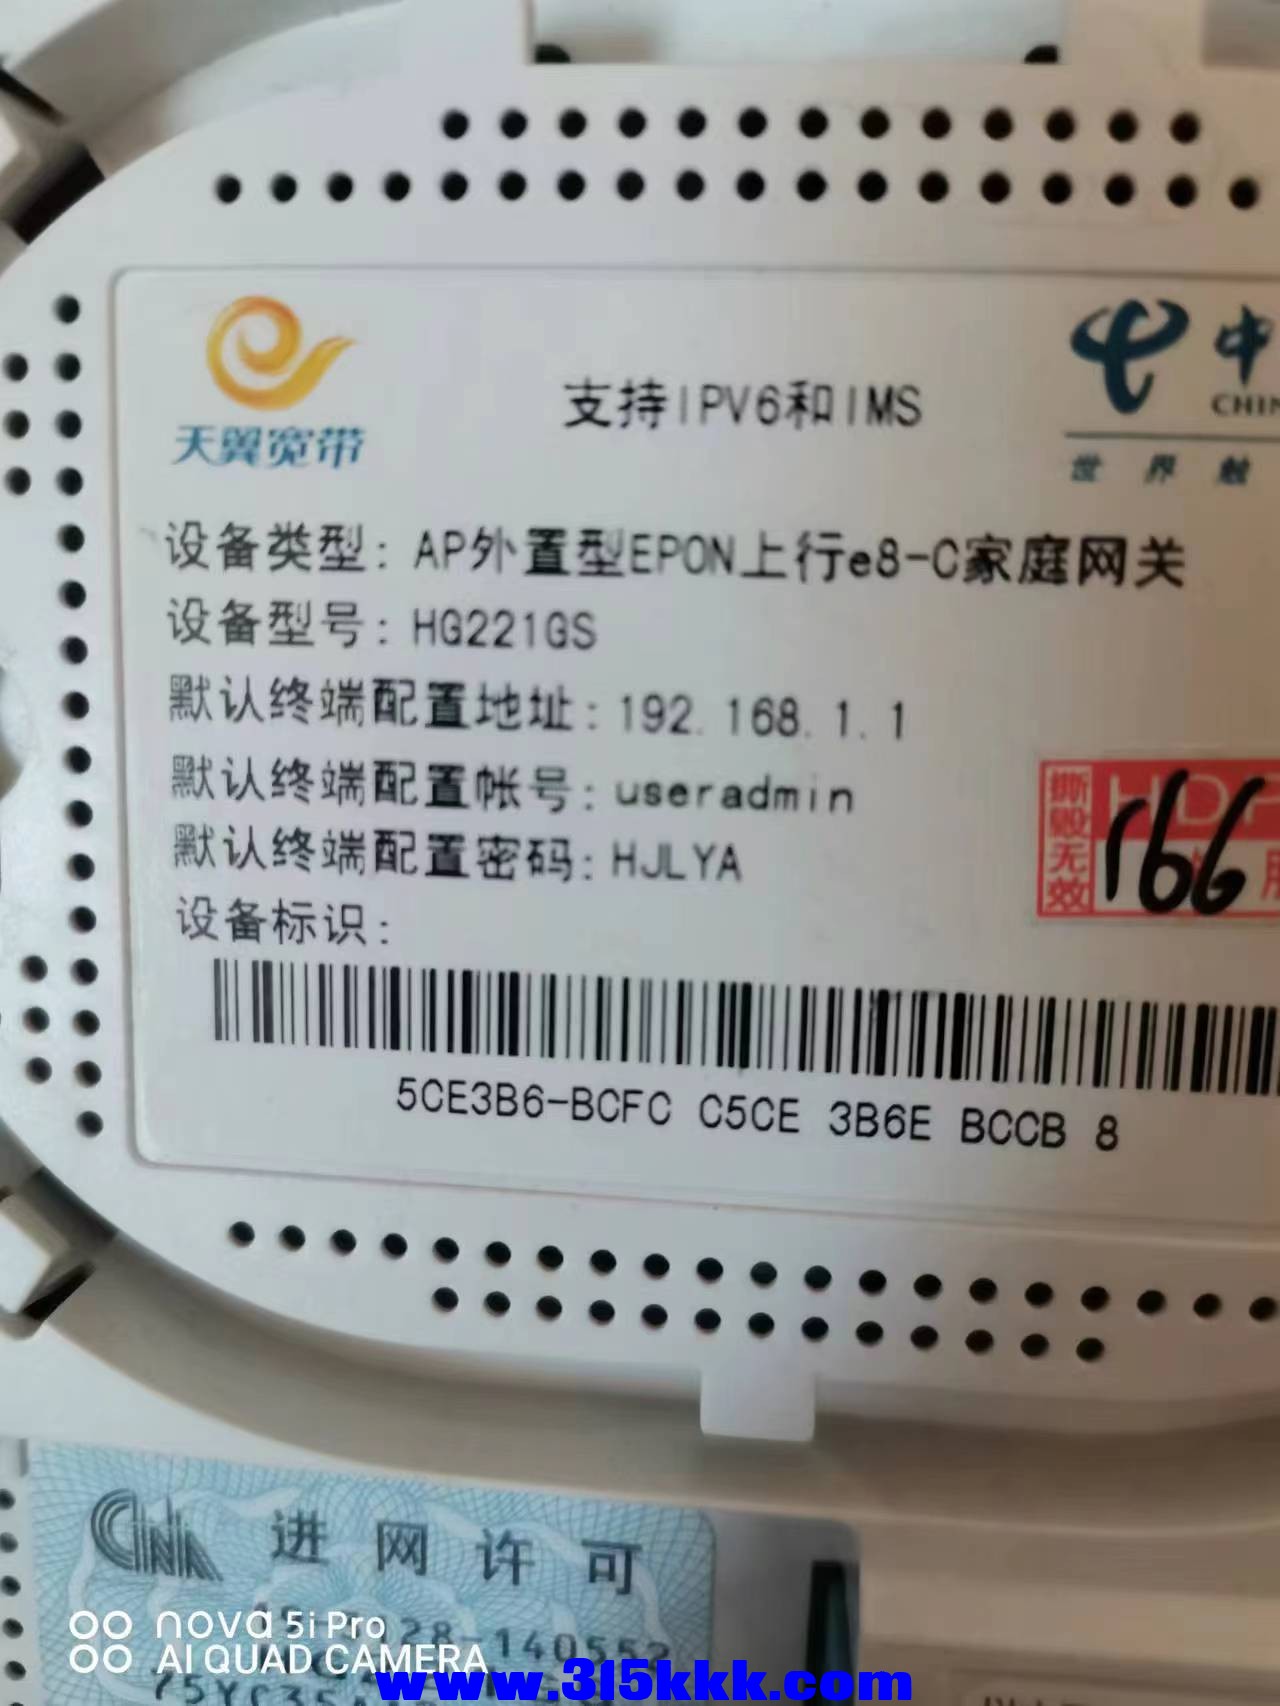 天翼宽带
支持IPV6和IMS
中
CHIN
世 界 触
设备类型: AP外置型EPON上行e8-C家庭网关
设备型号: HG221GS
默认终端配置地址: 192.168.1.1
默认终端配置帐号: useradmin
默认终端配置密码: HJLYA
撕毁无效
166
设备标识:
5CE3B6-BCFC C5CE 3B6E BCCB 8
进网许可
28-140552
nova 5i Pro
AI QUAD CAMERA
www.315kkk.com